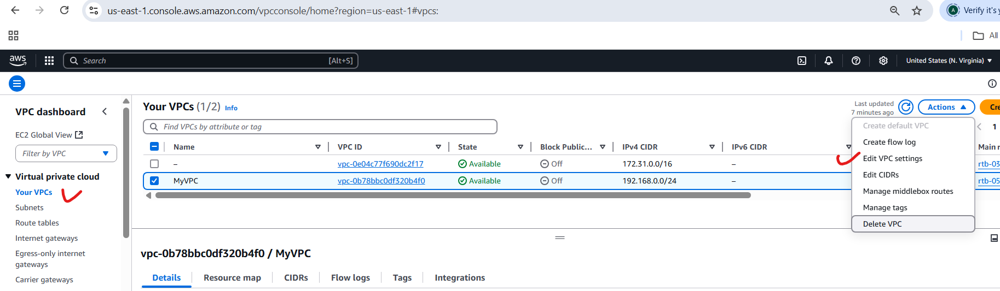 us-east-1.console.aws.amazon.com/vpcconsole/home?region=us-east-1#vpcs:
A
Verify it's y
All
aws
Search
[Alt+S]
United States (N. Virginia)
VPC dashboard
EC2 Global View
Filter by VPC
Virtual private cloud
Your VPCs
Subnets
Route tables
Internet gateways
Egress-only internet
gateways
Carrier gateways
Your VPCs (1/2) Info
Last updated
7 minutes ago
Actions
Cre
Find VPCs by attribute or tag
1
Name VPC ID State Block Public... IPv4 CIDR IPv6 CIDR Main r
– vpc-0e04c77f690dc2f17 Available Off 172.31.0.0/16 – rtb-03
MyVPC vpc-0b78bbc0df320b4f0 Available Off 192.168.0.0/24 – rtb-05
Create default VPC
Create flow log
Edit VPC settings
Edit CIDRs
Manage middlebox routes
Manage tags
Delete VPC
vpc-0b78bbc0df320b4f0 / MyVPC
Details Resource map CIDRs Flow logs Tags Integrations